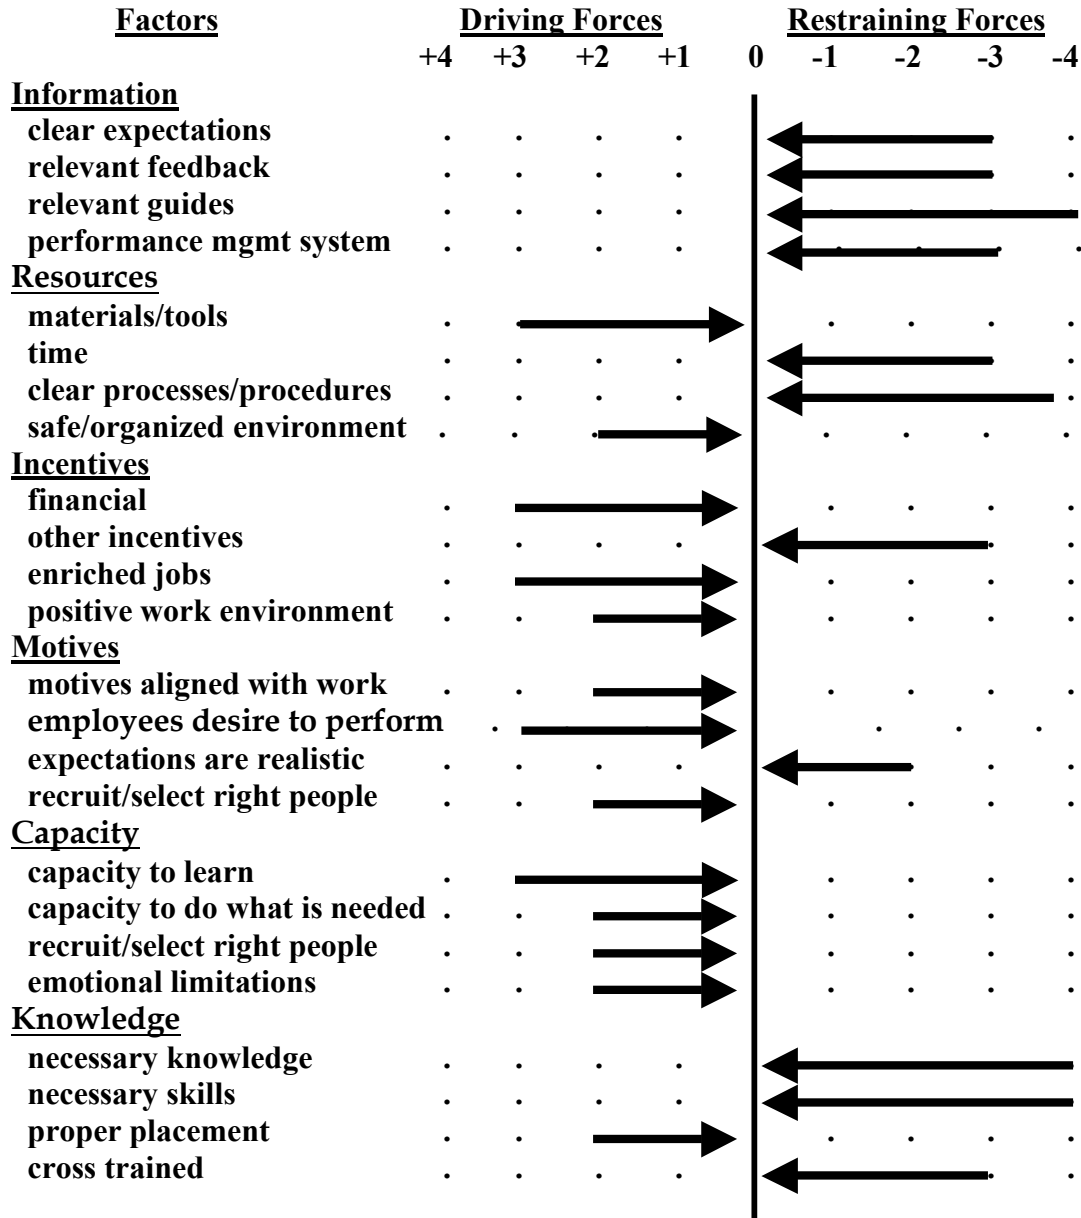 Factors Driving Forces Restraining Forces
+4 +3 +2 +1 0 -1 -2 -3 -4
Information
clear expectations
relevant feedback
relevant guides
performance mgmt system
Resources
materials/tools
time
clear processes/procedures
safe/organized environment
Incentives
financial
other incentives
enriched jobs
positive work environment
Motives
motives aligned with work
employees desire to perform
expectations are realistic
recruit/select right people
Capacity
capacity to learn
capacity to do what is needed
recruit/select right people
emotional limitations
Knowledge
necessary knowledge
necessary skills
proper placement
cross trained